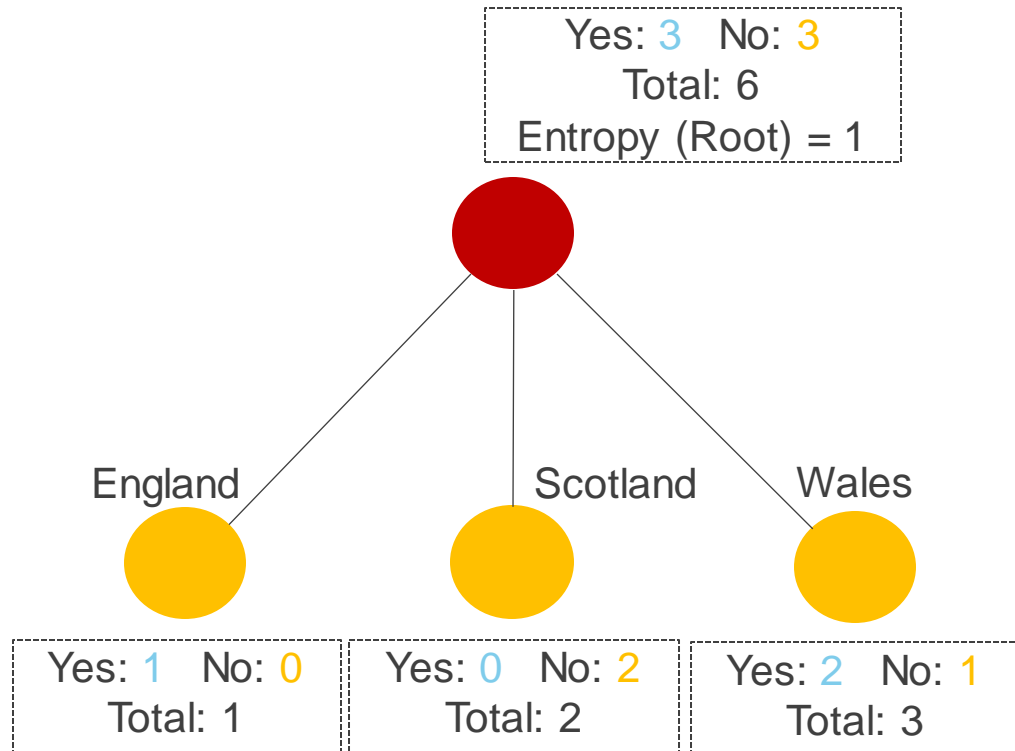 Yes: 3 No: 3
Total: 6
Entropy (Root) = 1
England
Scotland
Wales
Yes: 1 No: 0
Total: 1
Yes: 0 No: 2
Total: 2
Yes: 2 No: 1
Total: 3